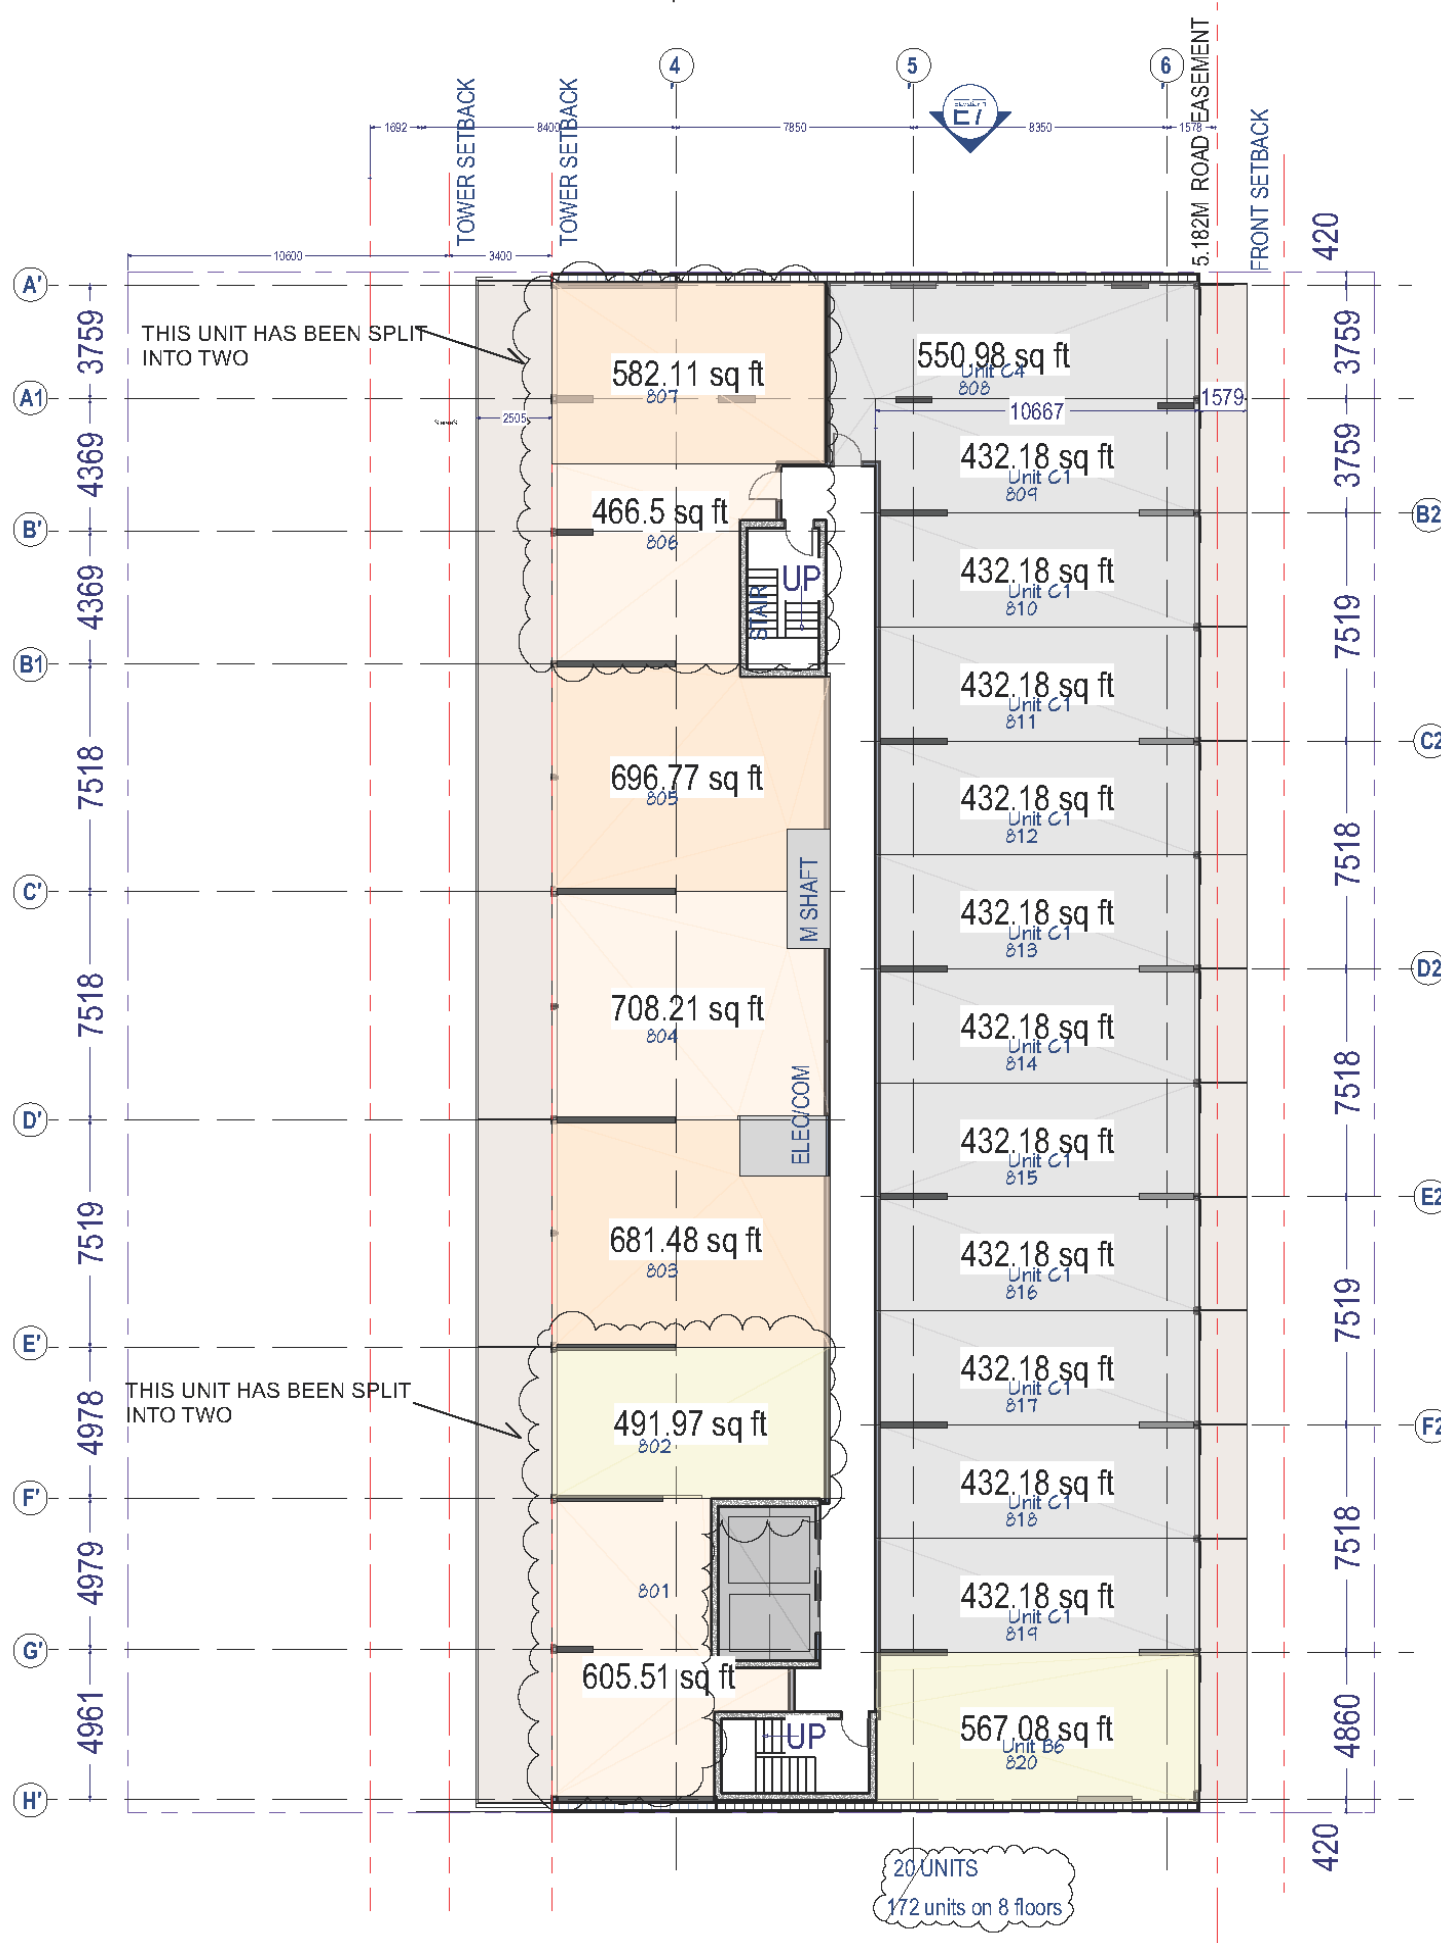 4
5
6
TOWER SETBACK
TOWER SETBACK
E7
5.182M ROAD EASEMENT
FRONT SETBACK
1692
8400
7850
8350
1578
10600
3400
420
A'
3759
THIS UNIT HAS BEEN SPLIT
INTO TWO
582.11 sq ft
807
550.98 sq ft
Unit C4
808
3759
A1
2505
10667
1579
4369
432.18 sq ft
Unit C1
809
3759
466.5 sq ft
806
B'
B2
4369
UP
STAIR
432.18 sq ft
Unit C1
810
7519
B1
432.18 sq ft
Unit C1
811
C2
7518
696.77 sq ft
805
432.18 sq ft
Unit C1
812
7518
C'
M SHAFT
432.18 sq ft
Unit C1
813
D2
7518
708.21 sq ft
804
432.18 sq ft
Unit C1
814
7518
D'
ELEC/COM
432.18 sq ft
Unit C1
815
E2
7519
681.48 sq ft
803
432.18 sq ft
Unit C1
816
7519
E'
432.18 sq ft
Unit C1
817
THIS UNIT HAS BEEN SPLIT
INTO TWO
4978
491.97 sq ft
802
F2
F'
432.18 sq ft
Unit C1
818
4979
801
7518
432.18 sq ft
Unit C1
819
G'
605.51 sq ft
4961
UP
567.08 sq ft
Unit B6
820
4860
H'
420
20 UNITS
172 units on 8 floors